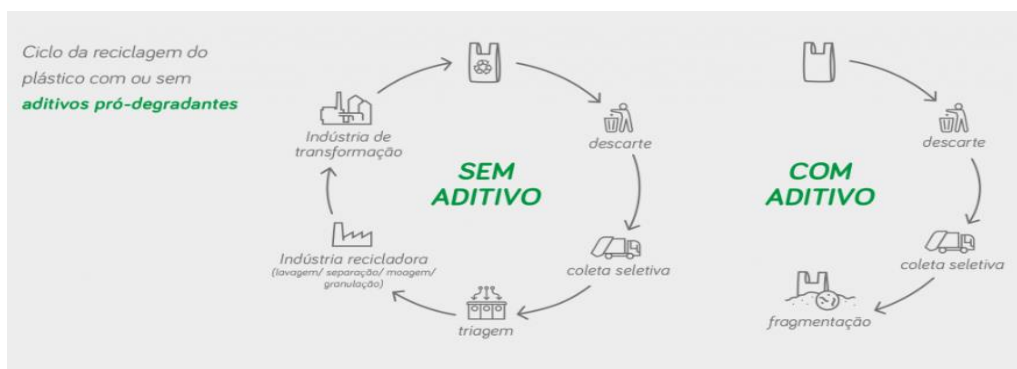 Ciclo da reciclagem do
plástico com ou sem
aditivos pró-degradantes
Indústria de
transformação
descarte
SEM
ADITIVO
Indústria recicladora
(lavagem/ separação/ moagem/
granulação)
coleta seletiva
triagem
descarte
COM
ADITIVO
coleta seletiva
fragmentação